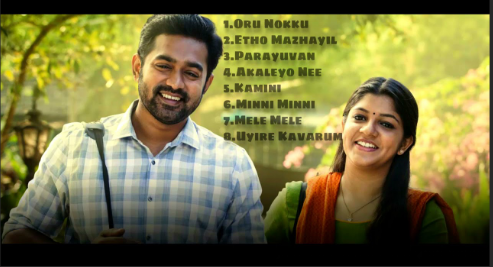 1.Oru Nokku
2.Etho Mazhayil
3.Parayuvan
4.Akaleyo Nee
5.Kamini
6.Minni Minni
7.Mele Mele
8.Uyire Kavarum